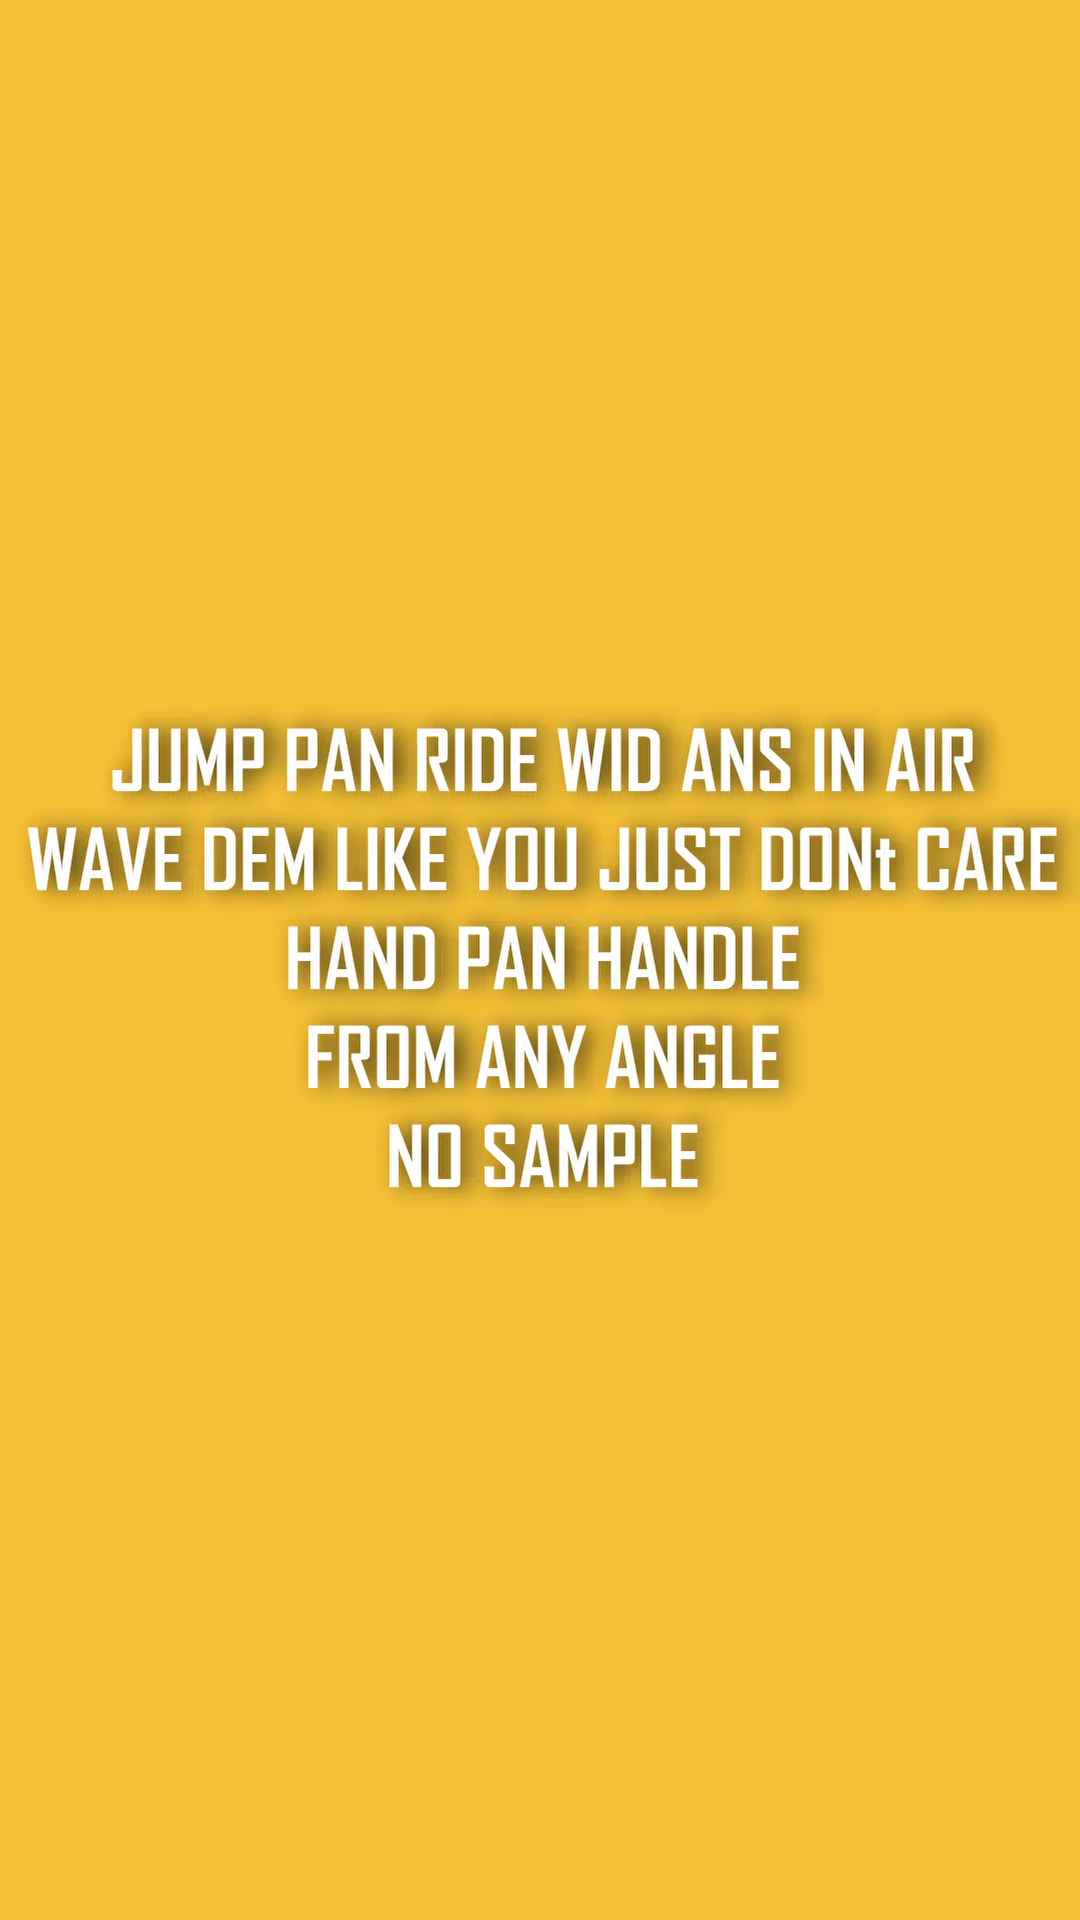 JUMP PAN RIDE WID ANS IN AIR
WAVE DEM LIKE YOU JUST DONt CARE
HAND PAN HANDLE
FROM ANY ANGLE
NO SAMPLE